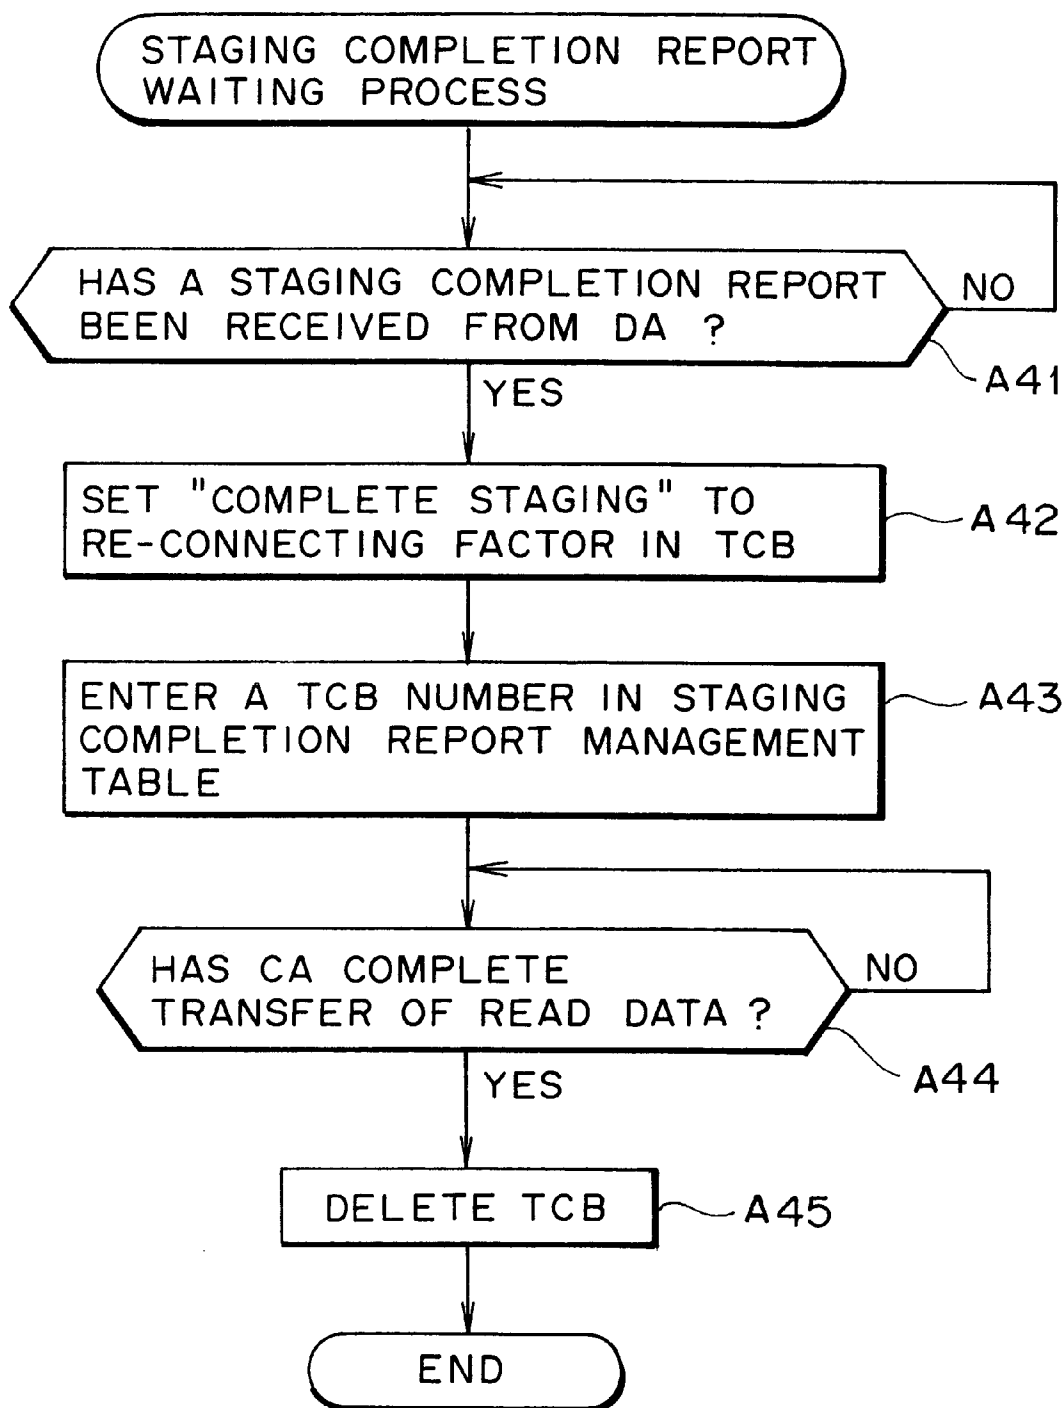 STAGING COMPLETION REPORT
WAITING PROCESS
HAS A STAGING COMPLETION REPORT
BEEN RECEIVED FROM DA ?
NO
A41
YES
SET "COMPLETE STAGING" TO
RE-CONNECTING FACTOR IN TCB
A42
ENTER A TCB NUMBER IN STAGING
COMPLETION REPORT MANAGEMENT
TABLE
A43
HAS CA COMPLETE
TRANSFER OF READ DATA ?
NO
A44
YES
DELETE TCB
A45
END